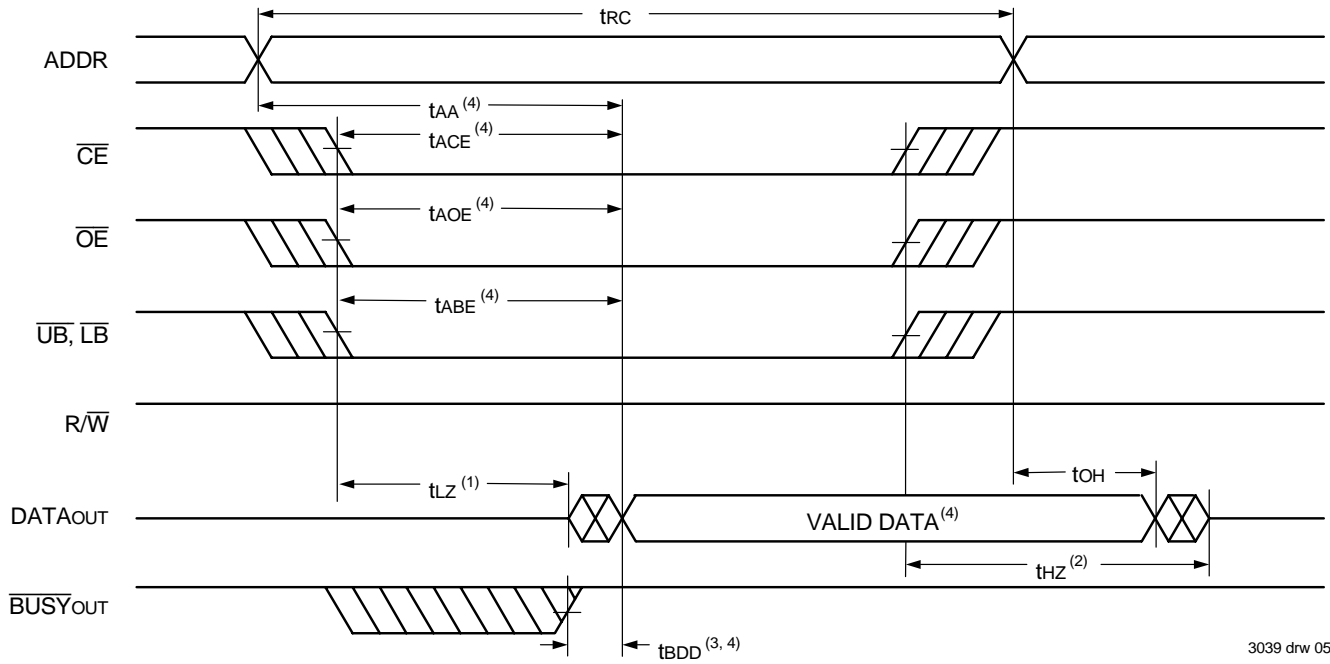 tRC
ADDR
tAA (4)
CE
tACE (4)
OE
tAOE (4)
UB, LB
tABE (4)
R/W
tLZ (1)
tOH
DATAOUT
VALID DATA(4)
tHZ (2)
BUSYOUT
tBDD (3, 4)
3039 drw 05